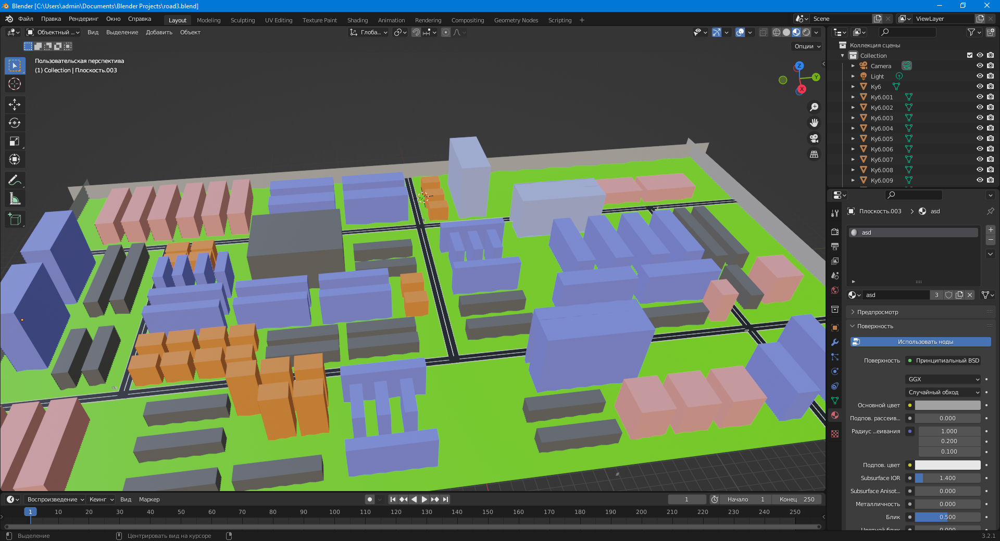 Blender [C:\Users\admin\Documents\Blender Projects\road3.blend]
Файл Правка Рендеринг Окно Справка Layout Modeling Sculpting UV Editing Texture Paint Shading Animation Rendering Compositing Geometry Nodes Scripting + Scene ViewLayer
Объектный ... Вид Выделение Добавить Объект Глоба...
Опции
Пользовательская перспектива
(1) Collection | Плоскость.003
Z
Y
X
Коллекция сцены
Collection
Camera
Light
Куб
Куб.001
Куб.002
Куб.003
Куб.004
Куб.005
Куб.006
Куб.007
Куб.008
Куб.009
Плоскость.003 asd
asd
asd 3
Предпросмотр
Поверхность
Использовать ноды
Поверхность Принципиальный BSD
GGX
Случайный обход
Основной цвет
Подпов. рассеив... 0.000
Радиус ...еивания 1.000
0.200
0.100
Подпов. цвет
Subsurface IOR 1.400
Subsurface Anisot... 0.000
Металличность 0.000
Блик 0.500
Цветной блик 0.000
Воспроизведение Кеинг Вид Маркер 1 Начало 1 Конец 250
1 10 20 30 40 50 60 70 80 90 100 110 120 130 140 150 160 170 180 190 200 210 220 230 240 250
Выделение Центрировать вид на курсоре 3.2.1